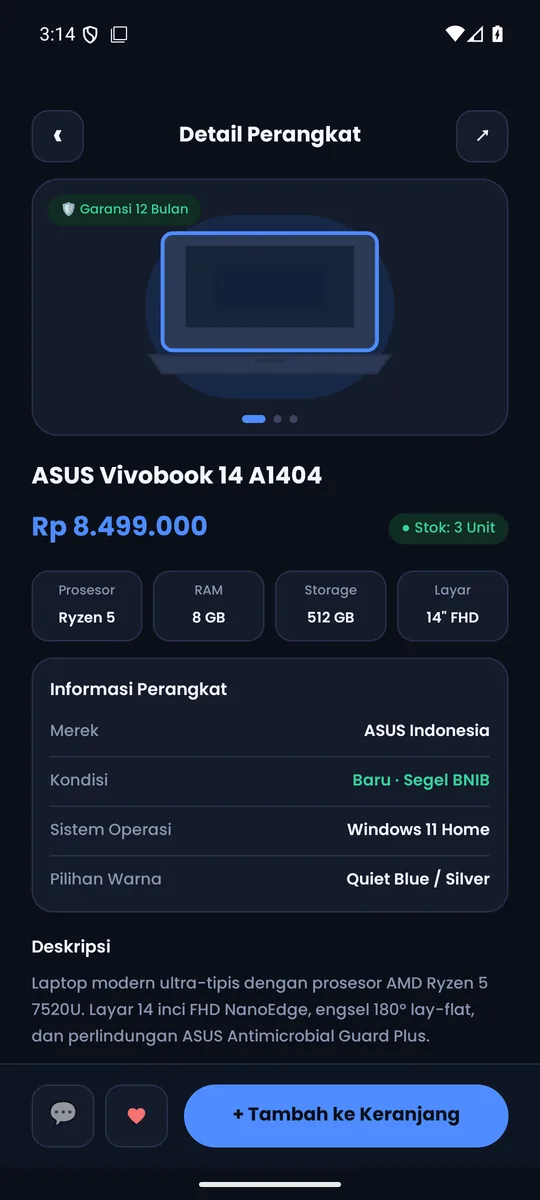 3:14
Detail Perangkat
Garansi 12 Bulan
ASUS Vivobook 14 A1404
Rp 8.499.000
● Stok: 3 Unit
Prosesor
Ryzen 5
RAM
8 GB
Storage
512 GB
Layar
14" FHD
Informasi Perangkat
Merek ASUS Indonesia
Kondisi Baru · Segel BNIB
Sistem Operasi Windows 11 Home
Pilihan Warna Quiet Blue / Silver
Deskripsi
Laptop modern ultra-tipis dengan prosesor AMD Ryzen 5
7520U. Layar 14 inci FHD NanoEdge, engsel 180° lay-flat,
dan perlindungan ASUS Antimicrobial Guard Plus.
+ Tambah ke Keranjang